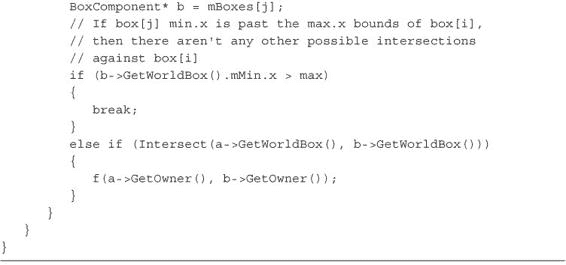 BoxComponent* b = mBoxes[j];
// If box[j] min.x is past the max.x bounds of box[i],
// then there aren't any other possible intersections
// against box[i]
if (b->GetWorldBox().mMin.x > max)
{
break;
}
else if (Intersect(a->GetWorldBox(), b->GetWorldBox()))
{
f(a->GetOwner(), b->GetOwner());
}
}
}
}